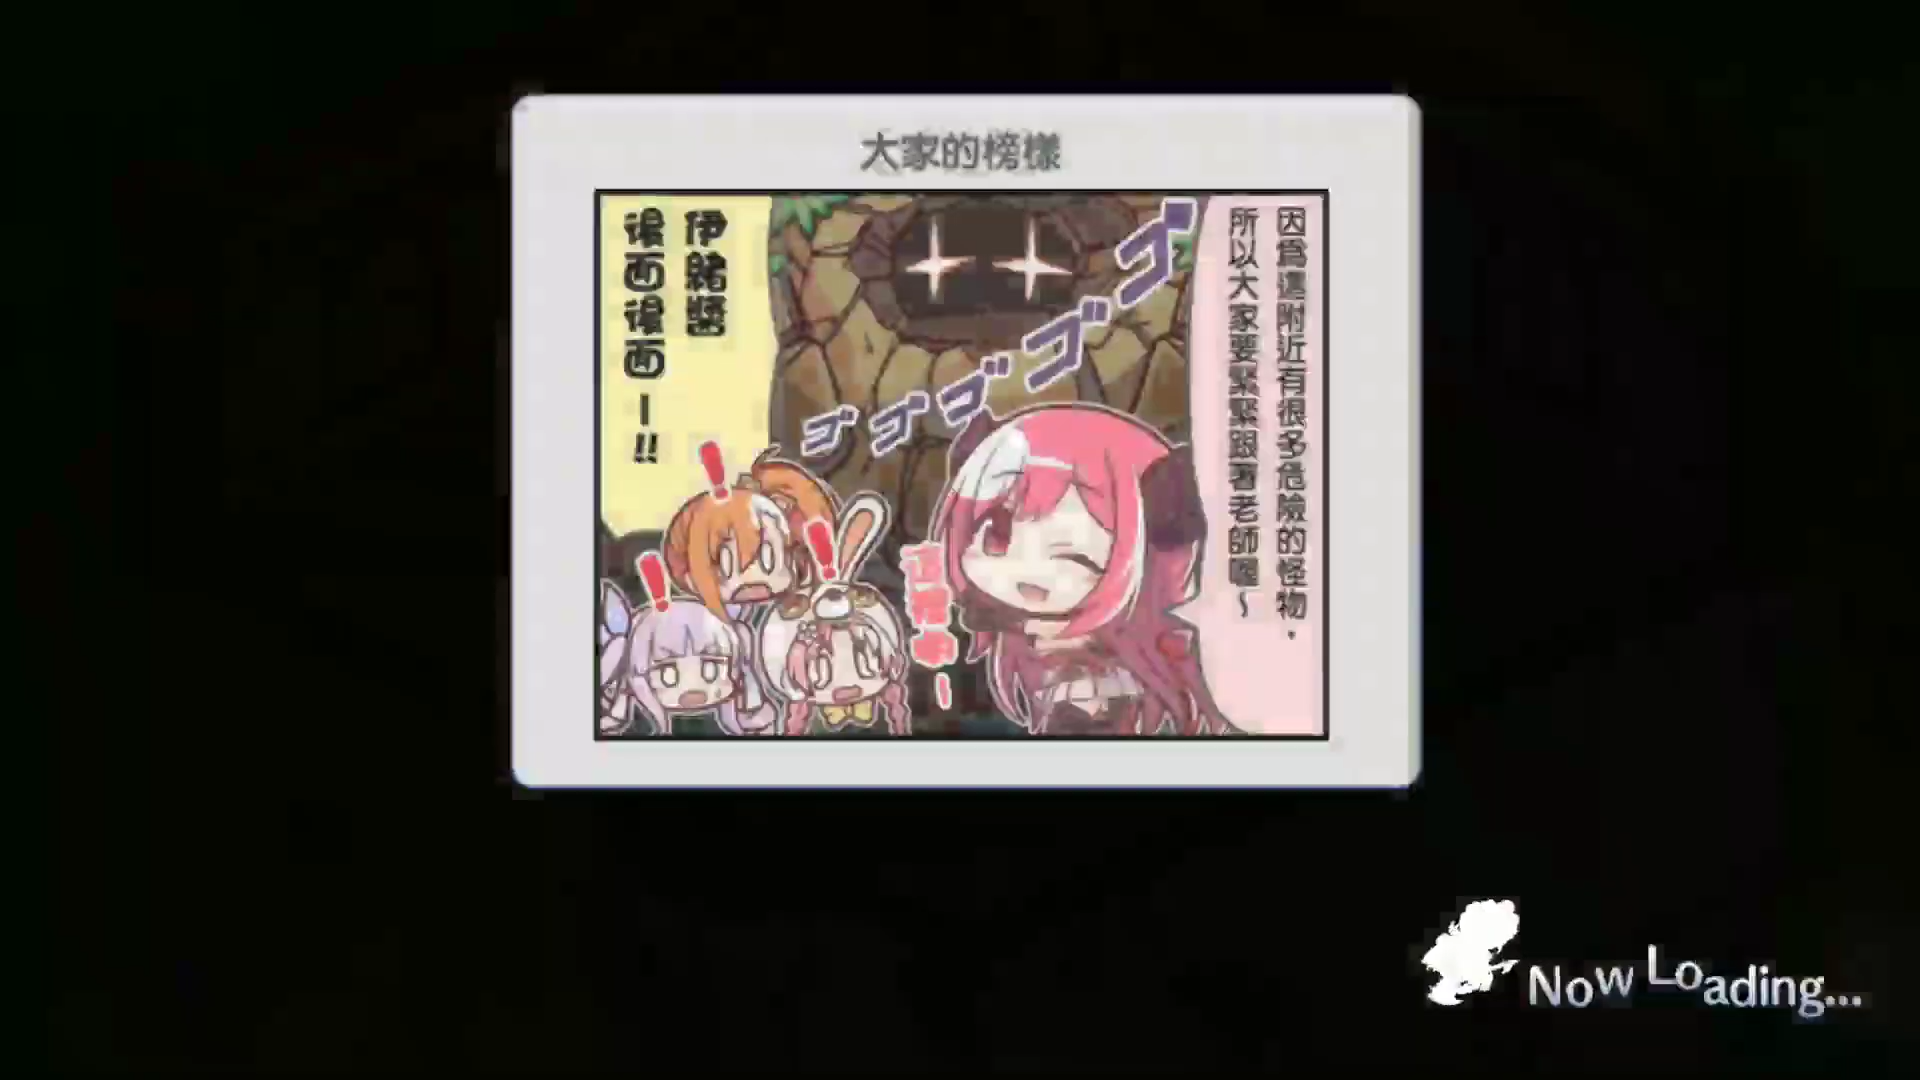 大家的榜樣
因為這附近有很多危險的怪物，
所以大家要緊緊跟著老師喔～
ゴゴゴゴゴ
伊緒醬
後面後面ー!!